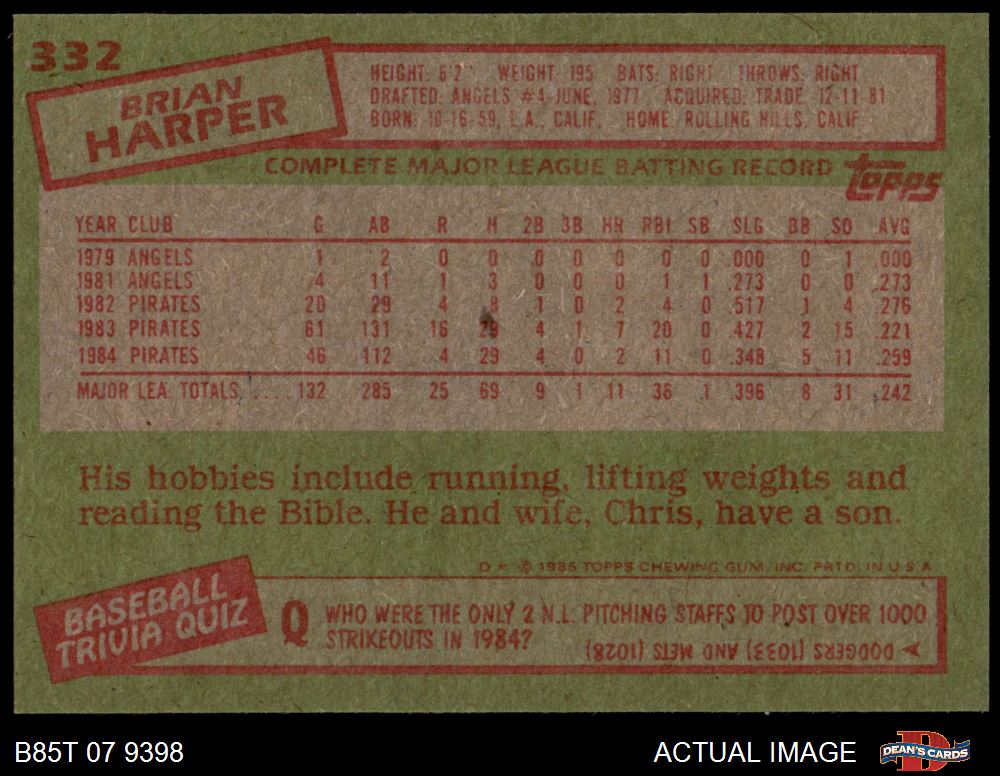 332
BRIAN
HARPER
HEIGHT: 6'2" WEIGHT: 195 BATS: RIGHT THROWS: RIGHT
DRAFTED: ANGELS #4-JUNE, 1977 ACQUIRED: TRADE, 12-11-81
BORN: 10-16-59, L.A., CALIF. HOME: ROLLING HILLS, CALIF.
COMPLETE MAJOR LEAGUE BATTING RECORD
topps
YEAR CLUB G AB R H 2B 3B HR RBI SB SLG BB SO AVG
1979 ANGELS 1 2 0 0 0 0 0 0 0 .000 0 1 .000
1981 ANGELS 4 11 1 3 0 0 0 1 1 .273 0 0 .273
1982 PIRATES 20 29 4 8 1 0 2 4 0 .517 1 4 .276
1983 PIRATES 61 131 16 29 4 1 7 20 0 .427 2 15 .221
1984 PIRATES 46 112 4 29 4 0 2 11 0 .348 5 11 .259
MAJOR LEA. TOTALS ..... 132 285 25 69 9 1 11 36 1 .396 8 31 .242
His hobbies include running, lifting weights and
reading the Bible. He and wife, Chris, have a son.
D * © 1985 TOPPS CHEWING GUM, INC. PRTD. IN U.S.A.
BASEBALL
TRIVIA QUIZ
Q WHO WERE THE ONLY 2 N.L. PITCHING STAFFS TO POST OVER 1000
STRIKEOUTS IN 1984?
DODGERS (1033) AND METS (1028)
B85T 07 9398
ACTUAL IMAGE
DEAN'S CARDS